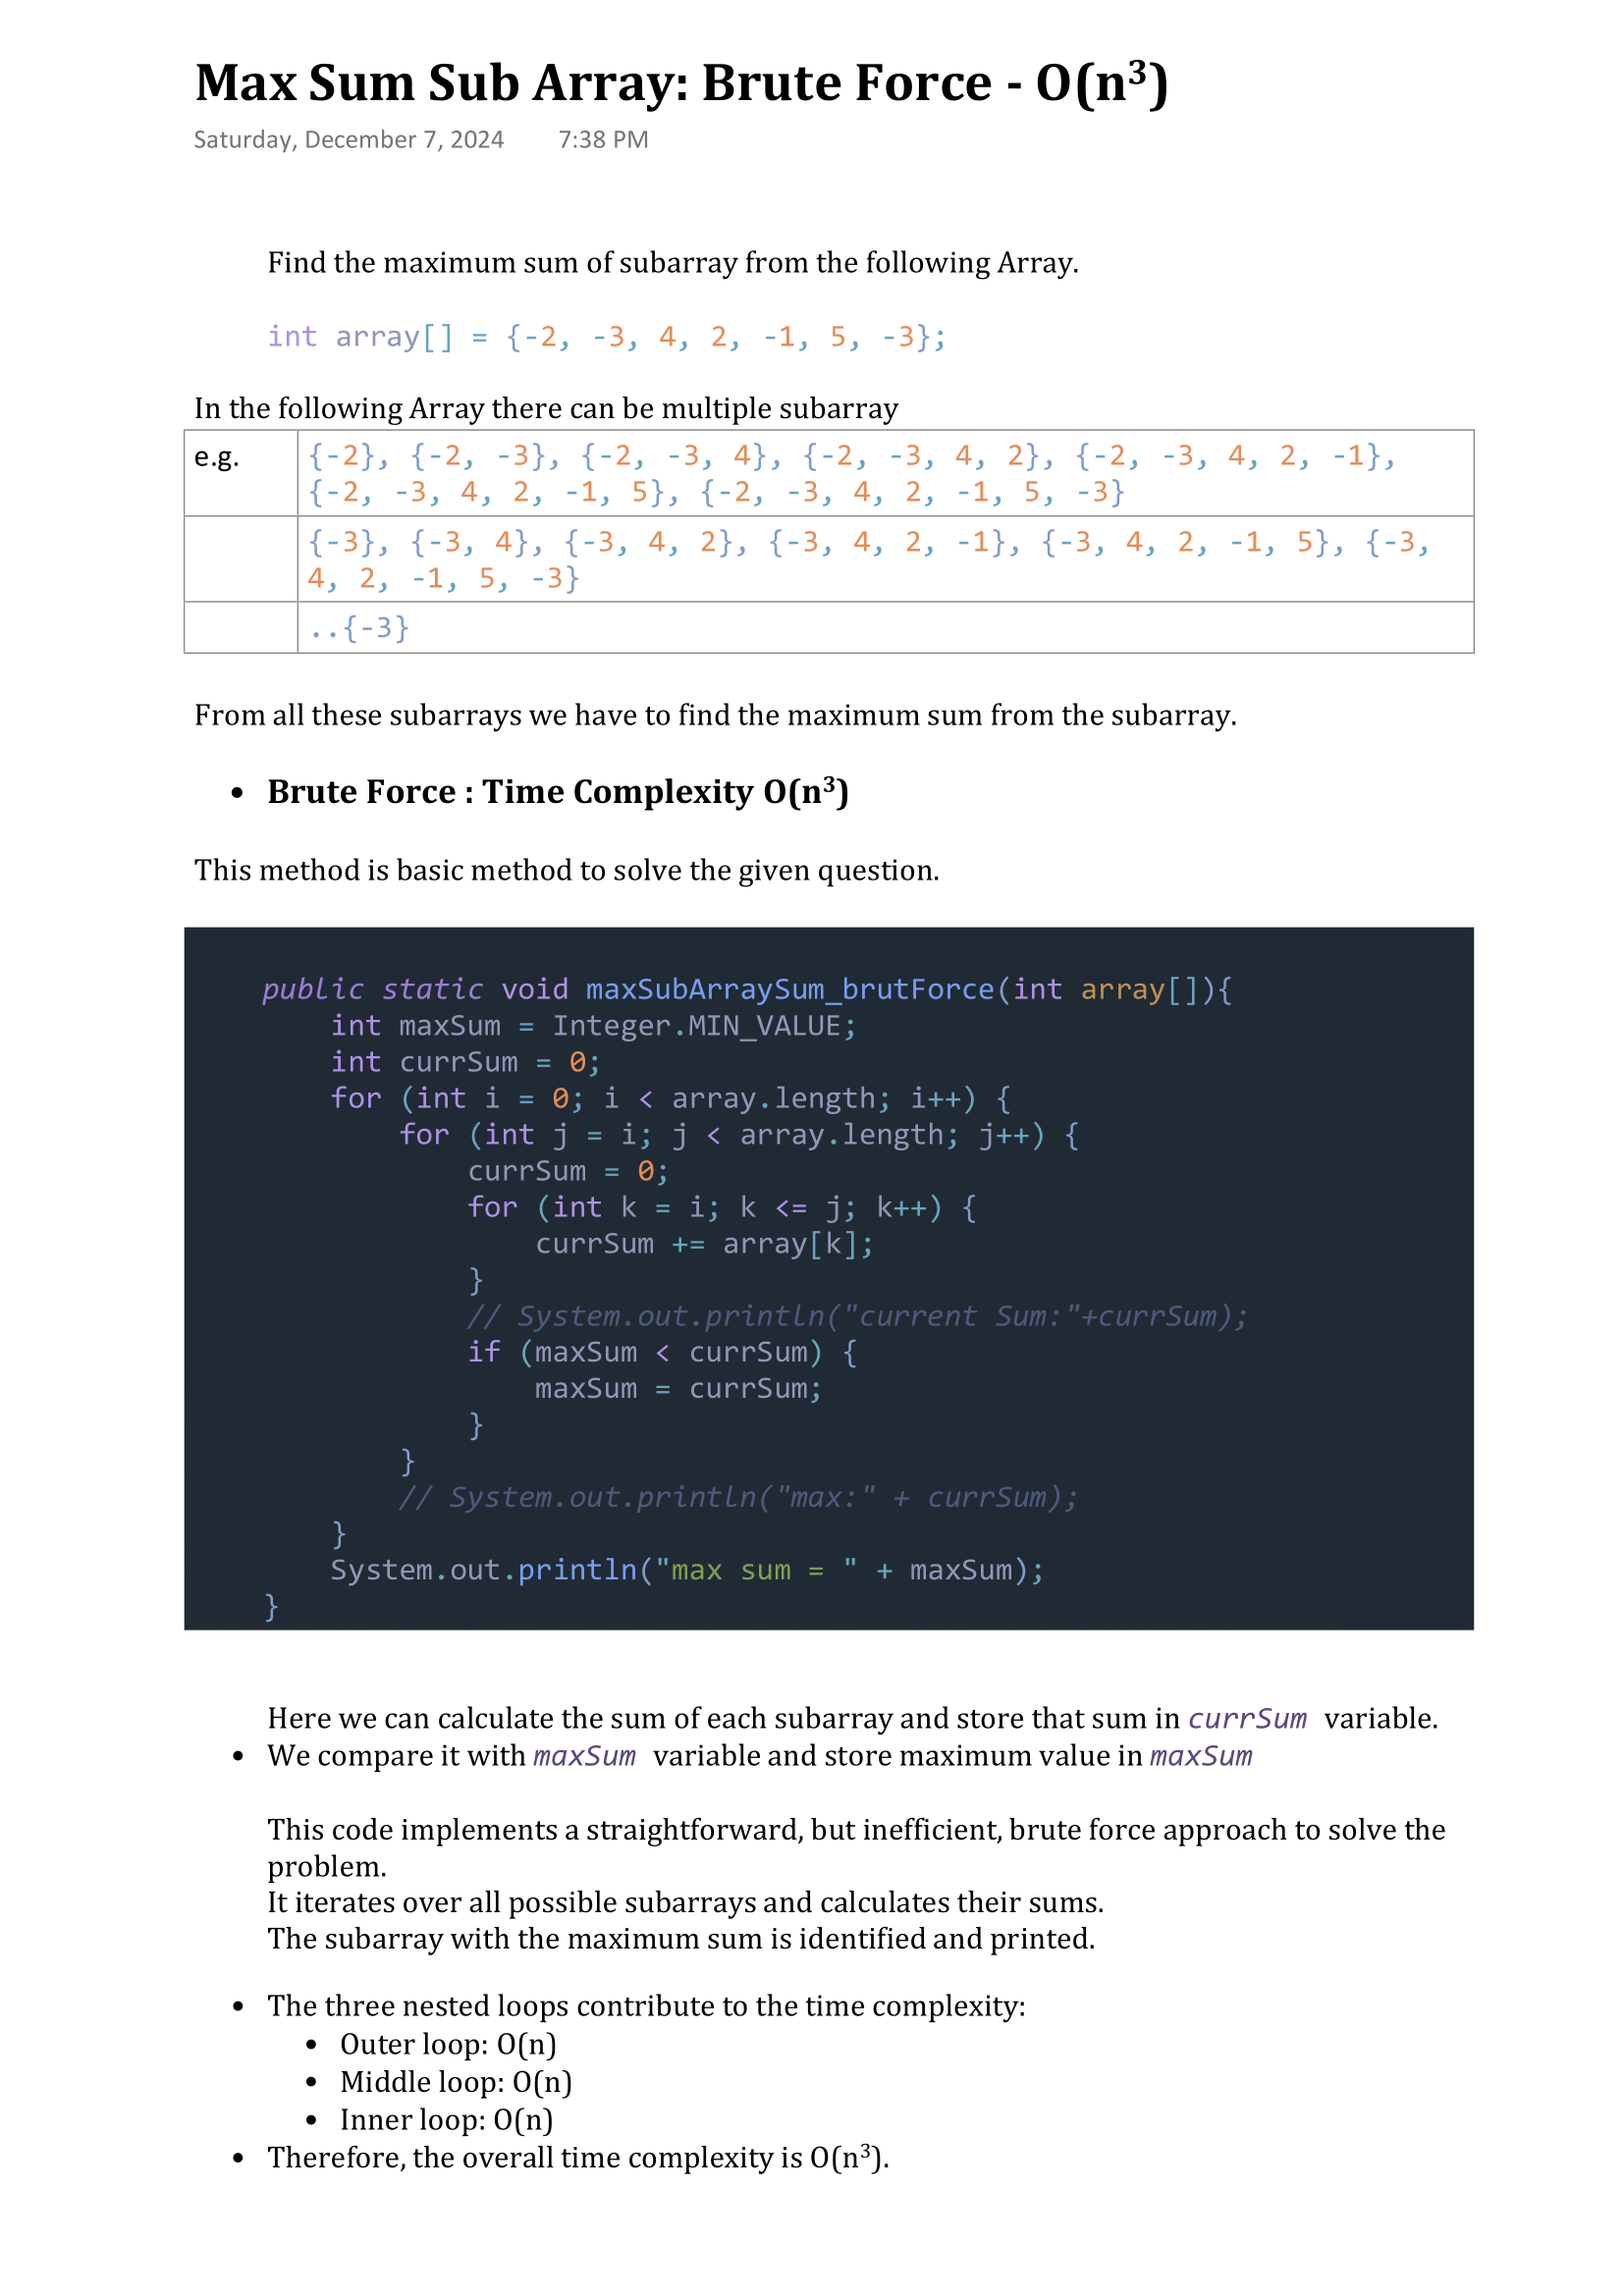 Max Sum Sub Array: Brute Force - O(n³)
Saturday, December 7, 2024 7:38 PM
Find the maximum sum of subarray from the following Array.
int array[] = {-2, -3, 4, 2, -1, 5, -3};
In the following Array there can be multiple subarray
e.g. {-2}, {-2, -3}, {-2, -3, 4}, {-2, -3, 4, 2}, {-2, -3, 4, 2, -1},
{-2, -3, 4, 2, -1, 5}, {-2, -3, 4, 2, -1, 5, -3}
{-3}, {-3, 4}, {-3, 4, 2}, {-3, 4, 2, -1}, {-3, 4, 2, -1, 5}, {-3,
4, 2, -1, 5, -3}
..{-3}
From all these subarrays we have to find the maximum sum from the subarray.
• Brute Force : Time Complexity O(n³)
This method is basic method to solve the given question.
public static void maxSubArraySum_brutForce(int array[]){
int maxSum = Integer.MIN_VALUE;
int currSum = 0;
for (int i = 0; i < array.length; i++) {
for (int j = i; j < array.length; j++) {
currSum = 0;
for (int k = i; k <= j; k++) {
currSum += array[k];
}
// System.out.println("current Sum:"+currSum);
if (maxSum < currSum) {
maxSum = currSum;
}
}
// System.out.println("max:" + currSum);
}
System.out.println("max sum = " + maxSum);
}
Here we can calculate the sum of each subarray and store that sum in currSum variable.
• We compare it with maxSum variable and store maximum value in maxSum
This code implements a straightforward, but inefficient, brute force approach to solve the
problem.
It iterates over all possible subarrays and calculates their sums.
The subarray with the maximum sum is identified and printed.
• The three nested loops contribute to the time complexity:
• Outer loop: O(n)
• Middle loop: O(n)
• Inner loop: O(n)
• Therefore, the overall time complexity is O(n³).